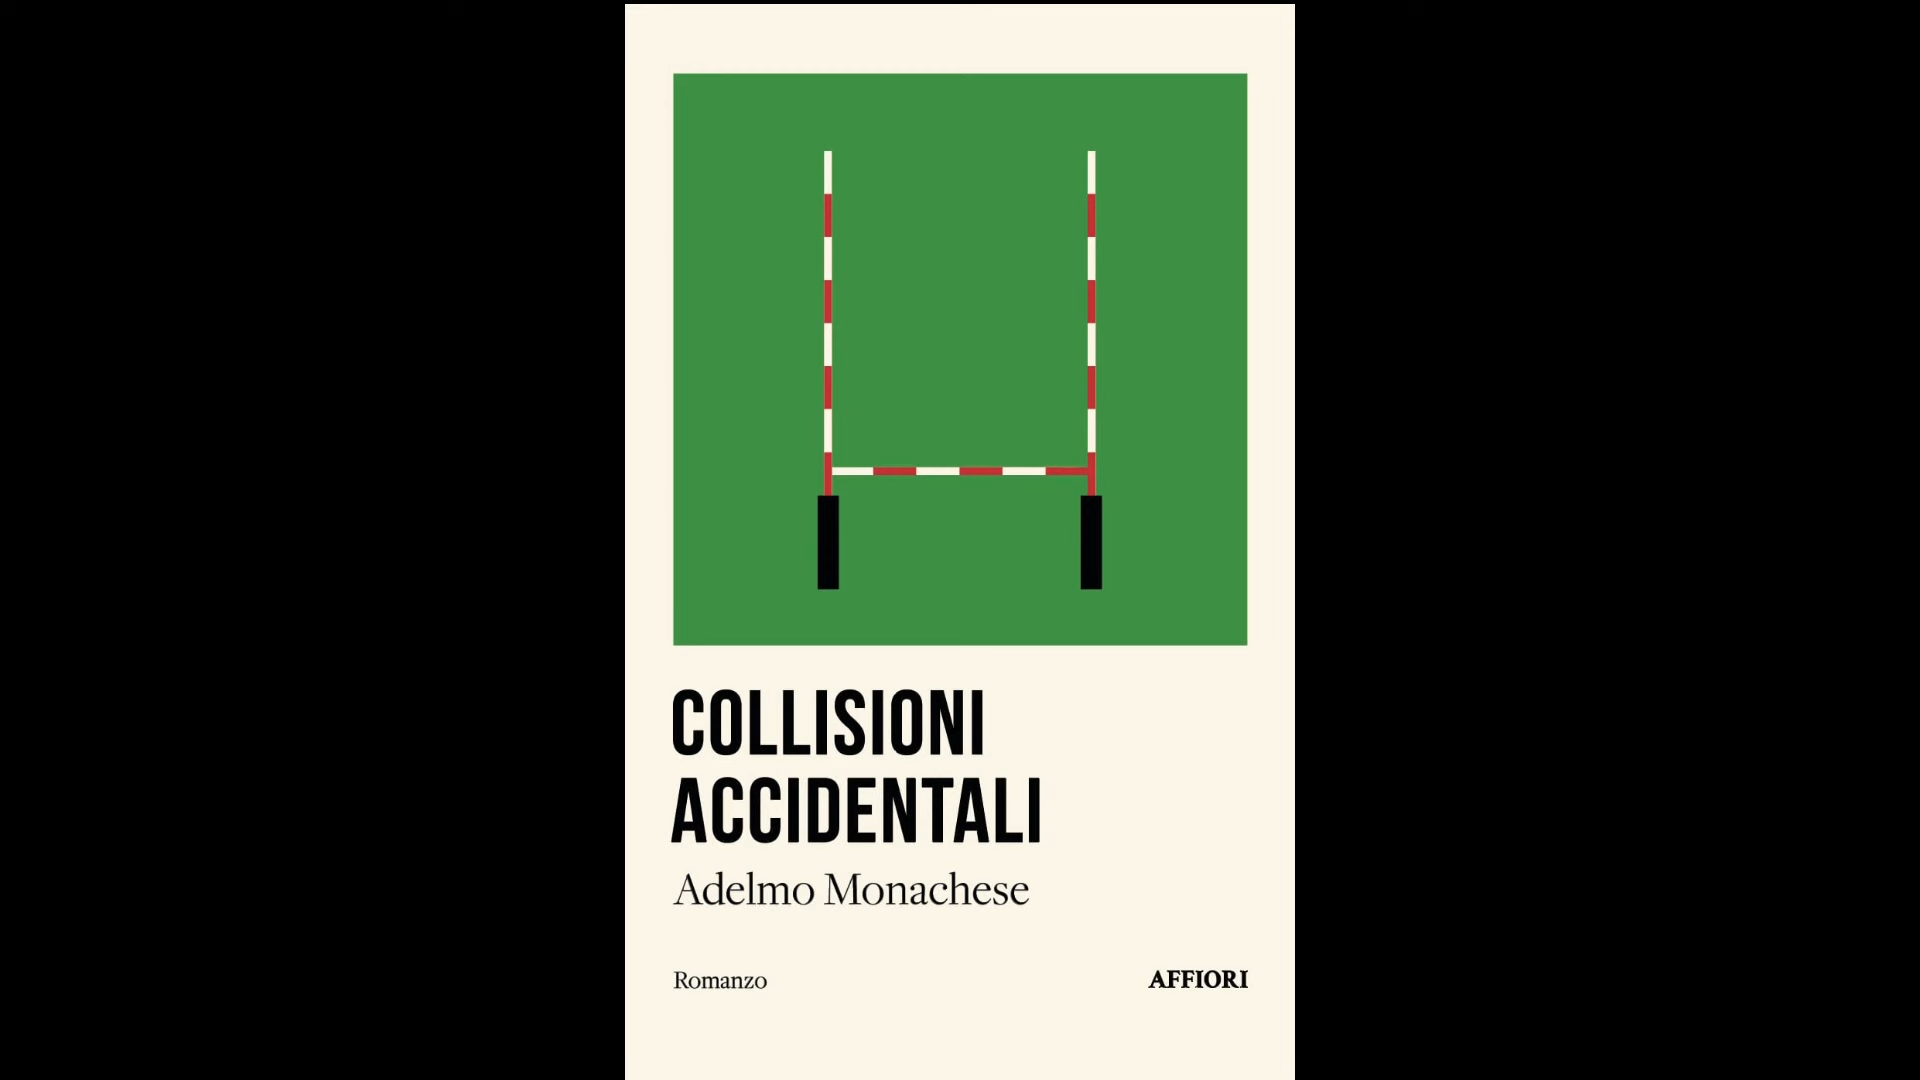 COLLISIONI
ACCIDENTALI
Adelmo Monachese
Romanzo
AFFIORI